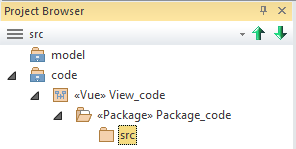 Project Browser
src
model
code
«Vue» View_code
«Package» Package_code
src